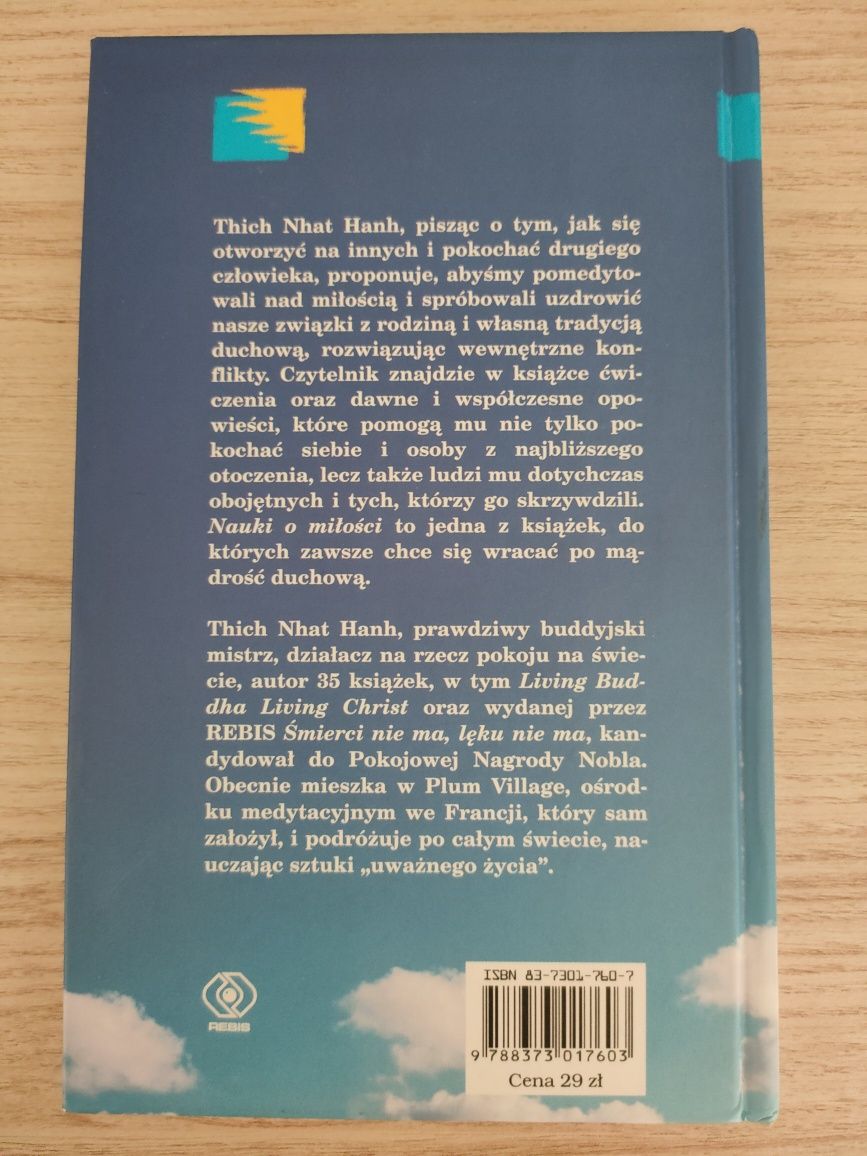 Thich Nhat Hanh, pisząc o tym, jak się
otworzyć na innych i pokochać drugiego
człowieka, proponuje, abyśmy pomedyto-
wali nad miłością i spróbowali uzdrowić
nasze związki z rodziną i własną tradycją
duchową, rozwiązując wewnętrzne kon-
flikty. Czytelnik znajdzie w książce ćwi-
czenia oraz dawne i współczesne opo-
wieści, które pomogą mu nie tylko po-
kochać siebie i osoby z najbliższego
otoczenia, lecz także ludzi mu dotychczas
obojętnych i tych, którzy go skrzywdzili.
Nauki o miłości to jedna z książek, do
których zawsze chce się wracać po mą-
drość duchową.
Thich Nhat Hanh, prawdziwy buddyjski
mistrz, działacz na rzecz pokoju na świe-
cie, autor 35 książek, w tym Living Bud-
dha Living Christ oraz wydanej przez
REBIS Śmierci nie ma, lęku nie ma, kan-
dydował do Pokojowej Nagrody Nobla.
Obecnie mieszka w Plum Village, ośrod-
ku medytacyjnym we Francji, który sam
założył, i podróżuje po całym świecie, na-
uczając sztuki „uważnego życia”.
REBIS
ISBN 83-7301-760-7
9 788373 017603
Cena 29 zł